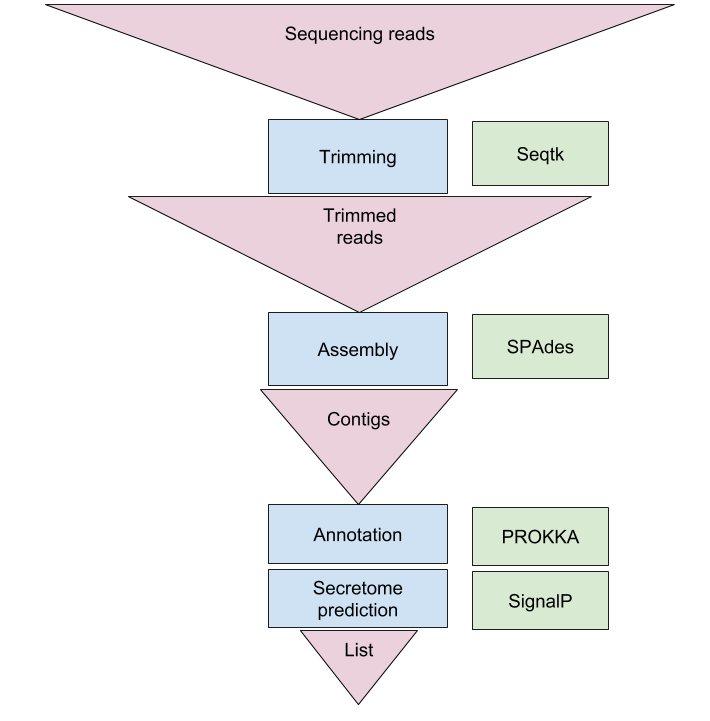 Sequencing reads
Trimming
Seqtk
Trimmed
reads
Assembly
SPAdes
Contigs
Annotation
PROKKA
Secretome
prediction
SignalP
List